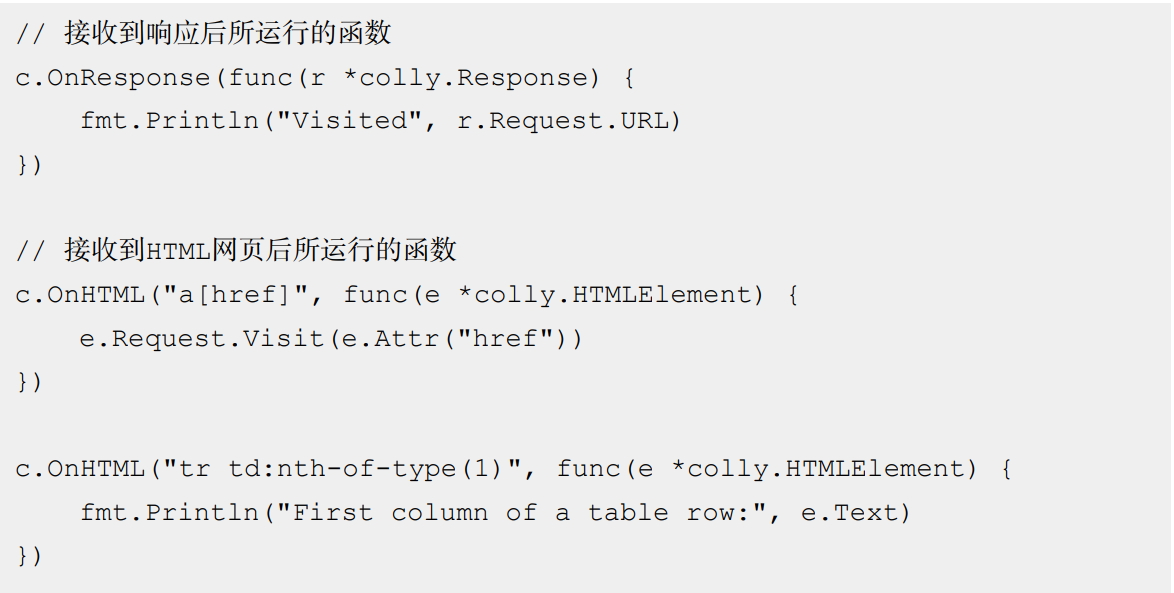 // 接收到响应后所运行的函数
c.OnResponse(func(r *colly.Response) {
    fmt.Println("Visited", r.Request.URL)
})
// 接收到HTML网页后所运行的函数
c.OnHTML("a[href]", func(e *colly.HTMLElement) {
    e.Request.Visit(e.Attr("href"))
})
c.OnHTML("tr td:nth-of-type(1)", func(e *colly.HTMLElement) {
    fmt.Println("First column of a table row:", e.Text)
})